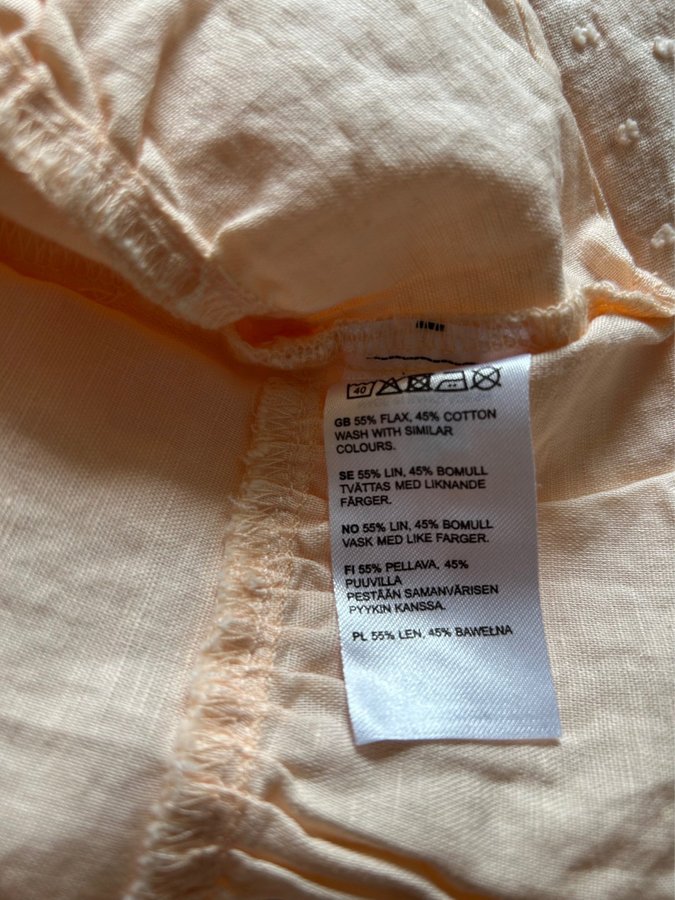 40
GB 55% FLAX, 45% COTTON
WASH WITH SIMILAR
COLOURS.
SE 55% LIN, 45% BOMULL
TVÄTTAS MED LIKNANDE
FÄRGER.
NO 55% LIN, 45% BOMULL
VASK MED LIKE FARGER.
FI 55% PELLAVA, 45%
PUUVILLA
PESTÄÄN SAMANVÄRISEN
PYYKIN KANSSA.
PL 55% LEN, 45% BAWEŁNA